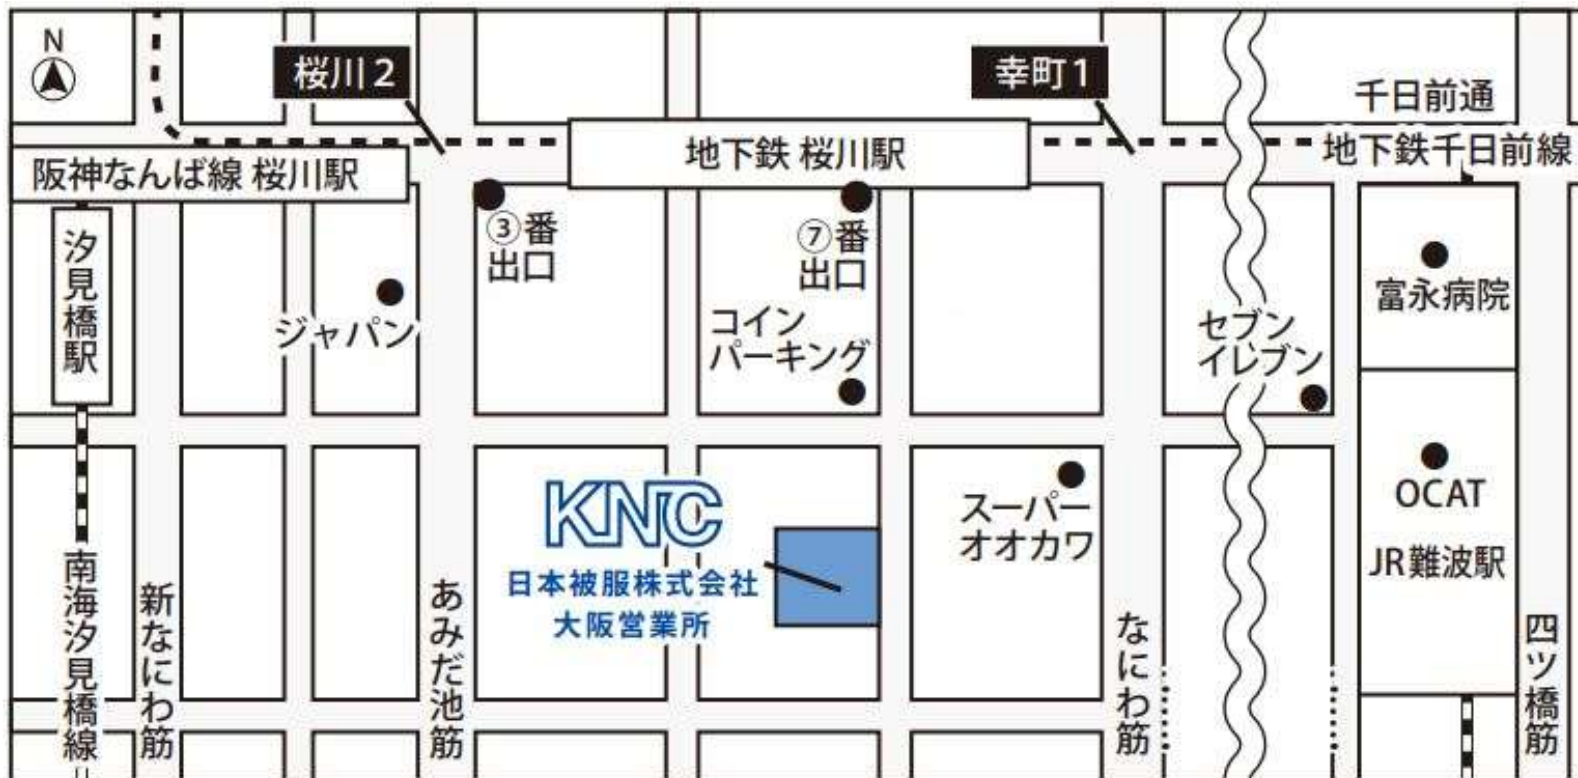 N
桜川2
幸町1
千日前通
地下鉄千日前線
地下鉄 桜川駅
阪神なんば線 桜川駅
汐見橋駅
③番
出口
⑦番
出口
富永病院
ジャパン
コイン
パーキング
セブン
イレブン
KNC
日本被服株式会社
大阪営業所
スーパー
オオカワ
OCAT
JR難波駅
南海汐見橋線
新なにわ筋
あみだ池筋
なにわ筋
四ツ橋筋